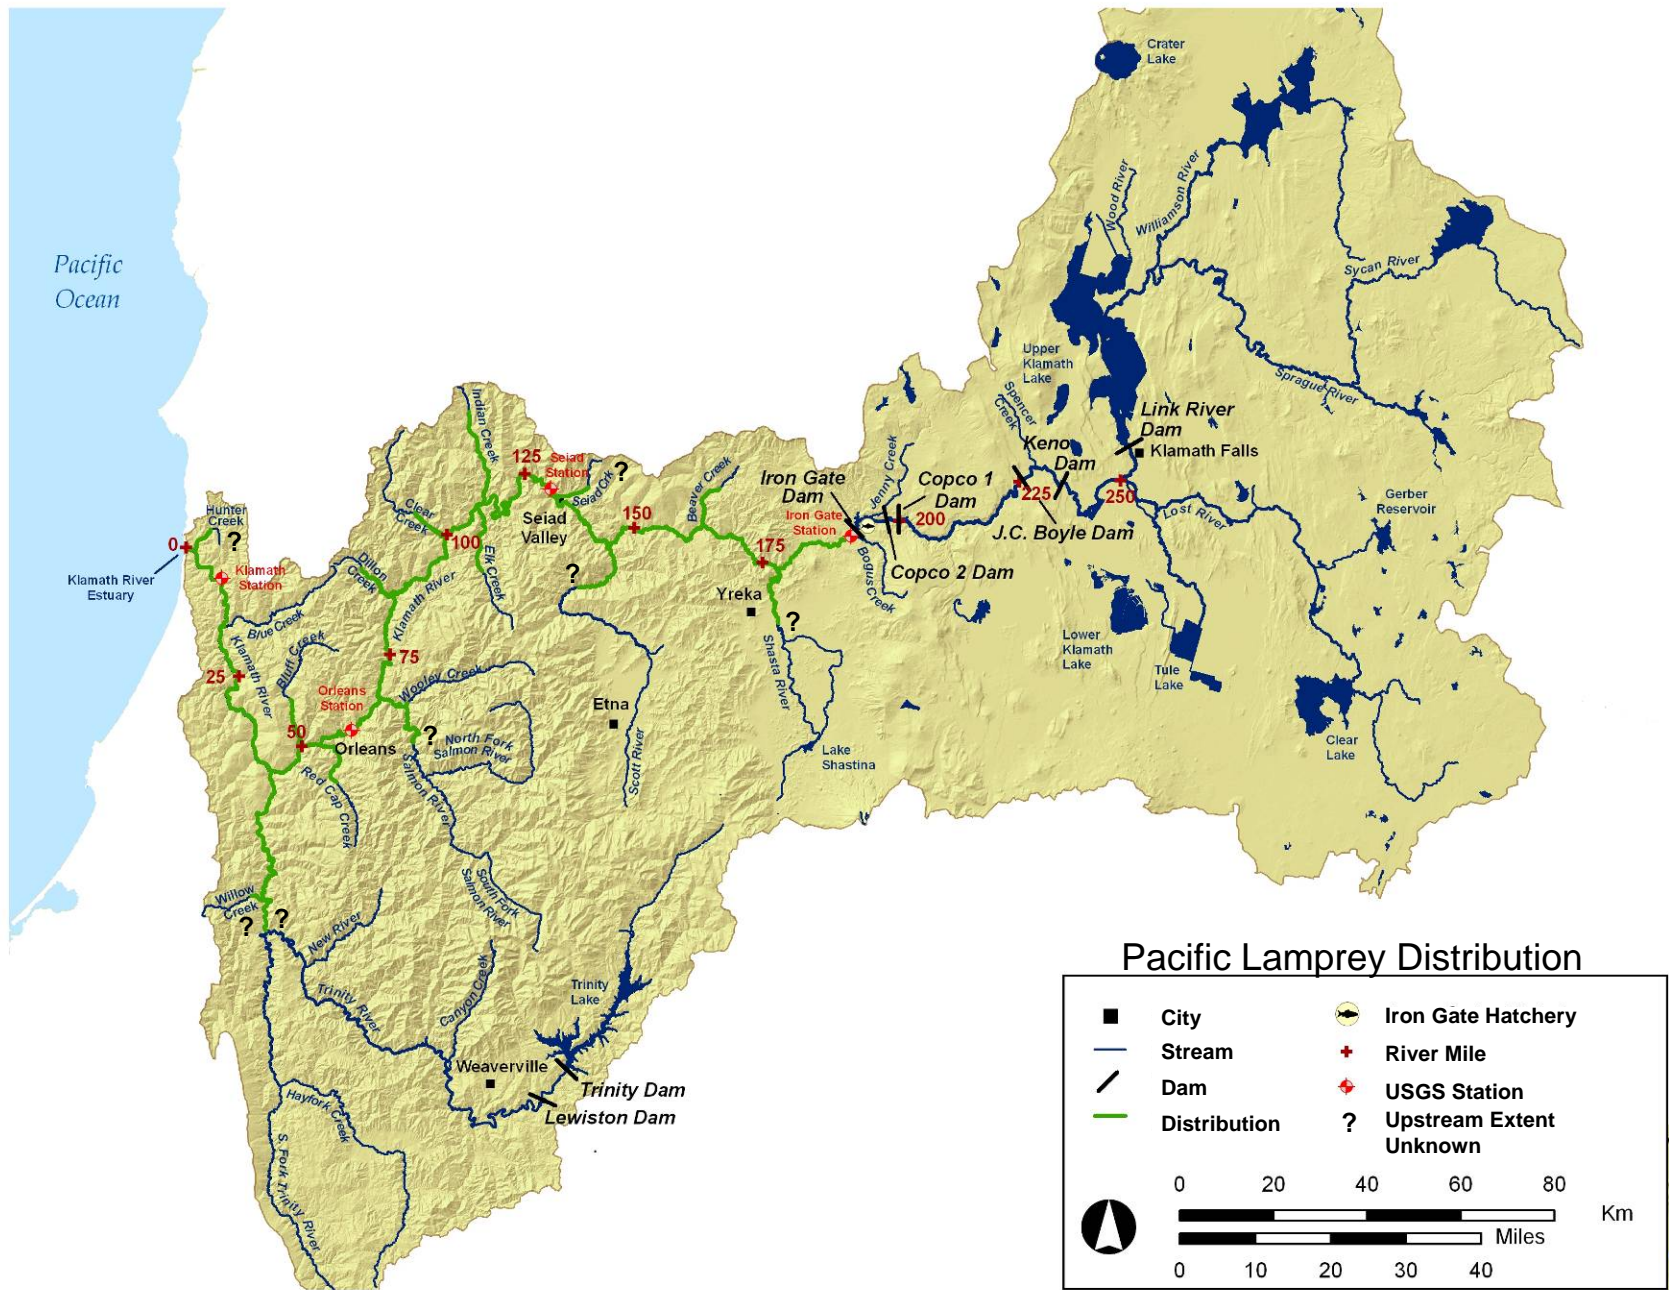 Crater
Lake
Wood River
Williamson River
Pacific
Ocean
Sycan River
Upper
Klamath
Lake
Sprague River
Spencer
Creek
Indian Creek
Link River
Dam
Keno
Dam
Klamath Falls
125
Seiad
Station
?
Seiad Crk
Beaver Creek
Jenny Creek
Iron Gate
Dam
Copco 1
Dam
225
250
Gerber
Reservoir
Hunter
Creek
?
Clear
Creek
Seiad
Valley
150
Iron Gate
Station
200
Lost River
J.C. Boyle Dam
0
100
Elk Creek
175
Klamath River
Estuary
Klamath
Station
Dillon
Creek
Klamath River
?
Bogus Creek
Copco 2 Dam
Yreka
Blue Creek
?
Bluff Creek
Klamath River
75
Shasta River
Lower
Klamath
Lake
Tule
Lake
25
Wooley Creek
Orleans
Station
Etna
50
Orleans
?
North Fork
Salmon River
Scott River
Lake
Shastina
Clear
Lake
Red Cap Creek
Salmon River
Willow
Creek
South Fork
Salmon River
?
?
New River
Trinity River
Canyon Creek
Trinity
Lake
Weaverville
Trinity Dam
Lewiston Dam
Hayfork Creek
S. Fork Trinity River
Pacific Lamprey Distribution
City
Iron Gate Hatchery
Stream
River Mile
Dam
USGS Station
Distribution
?
Upstream Extent
Unknown
0 20 40 60 80
Km
Miles
0 10 20 30 40